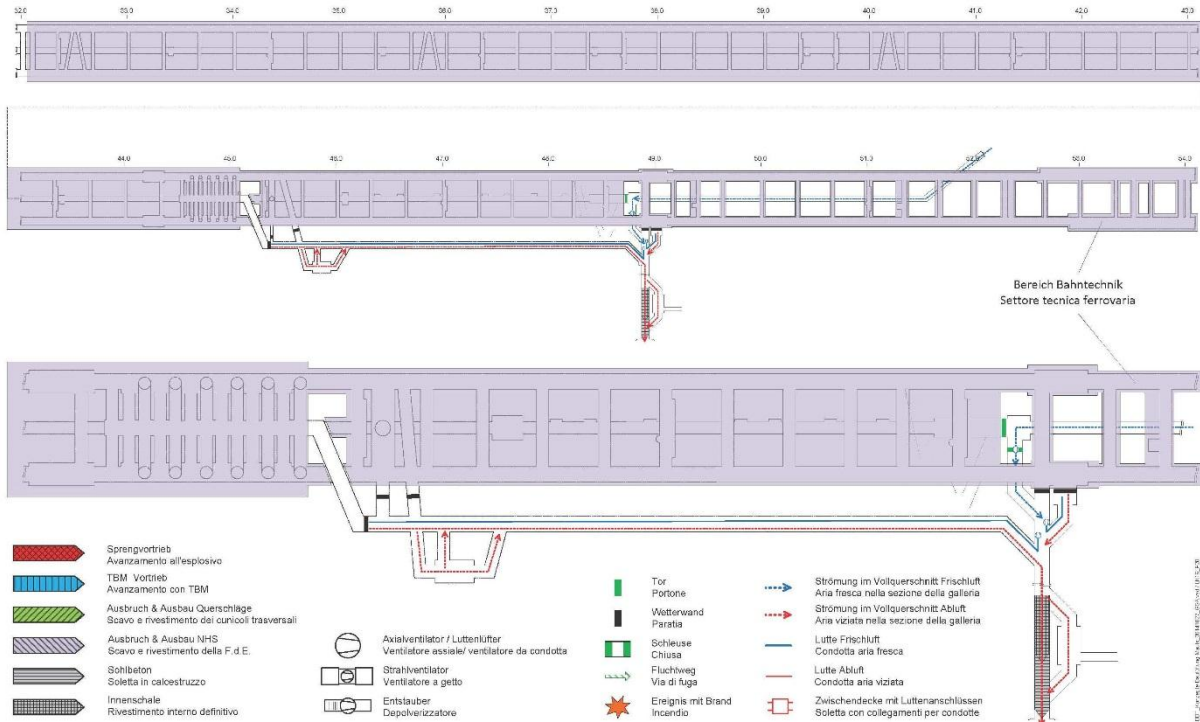 32.0 33.0 34.0 35.0 36.0 37.0 38.0 39.0 40.0 41.0 42.0 43.0
44.0 45.0 46.0 47.0 48.0 49.0 50.0 51.0 52.0 53.0 54.0
Bereich Bahntechnik
Settore tecnica ferrovaria
Sprengvortrieb
Avanzamento all'esplosivo
TBM Vortrieb
Avanzamento con TBM
Ausbruch & Ausbau Querschläge
Scavo e rivestimento dei cunicoli trasversali
Ausbruch & Ausbau NHS
Scavo e rivestimento della F.d.E.
Sohlbeton
Soletta in calcestruzzo
Innenschale
Rivestimento interno definitivo
Axialventilator / Luttenlüfter
Ventilatore assiale/ ventilatore da condotta
Strahlventilator
Ventilatore a getto
Entstauber
Depolverizzatore
Tor
Portone
Wetterwand
Paratia
Schleuse
Chiusa
Fluchtweg
Via di fuga
Ereignis mit Brand
Incendio
Strömung im Vollquerschnitt Frischluft
Aria fresca nella sezione della galleria
Strömung im Vollquerschnitt Abluft
Aria viziata nella sezione della galleria
Lutte Frischluft
Condotta aria fresca
Lutte Abluft
Condotta aria viziata
Zwischendecke mit Luttenanschlüssen
Soletta con collegamenti per condotte